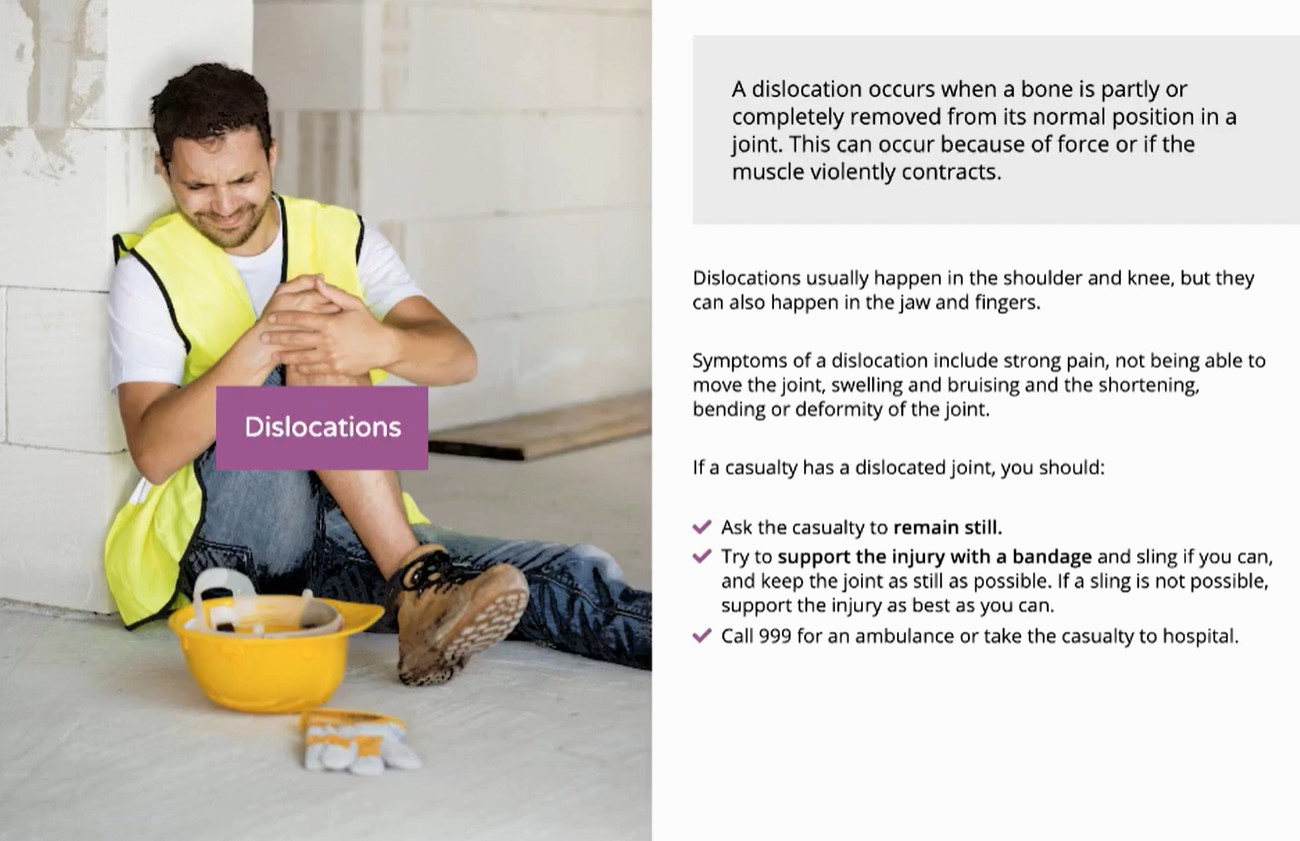 Dislocations
A dislocation occurs when a bone is partly or
completely removed from its normal position in a
joint. This can occur because of force or if the
muscle violently contracts.
Dislocations usually happen in the shoulder and knee, but they
can also happen in the jaw and fingers.
Symptoms of a dislocation include strong pain, not being able to
move the joint, swelling and bruising and the shortening,
bending or deformity of the joint.
If a casualty has a dislocated joint, you should:
Ask the casualty to remain still.
Try to support the injury with a bandage and sling if you can,
and keep the joint as still as possible. If a sling is not possible,
support the injury as best as you can.
Call 999 for an ambulance or take the casualty to hospital.